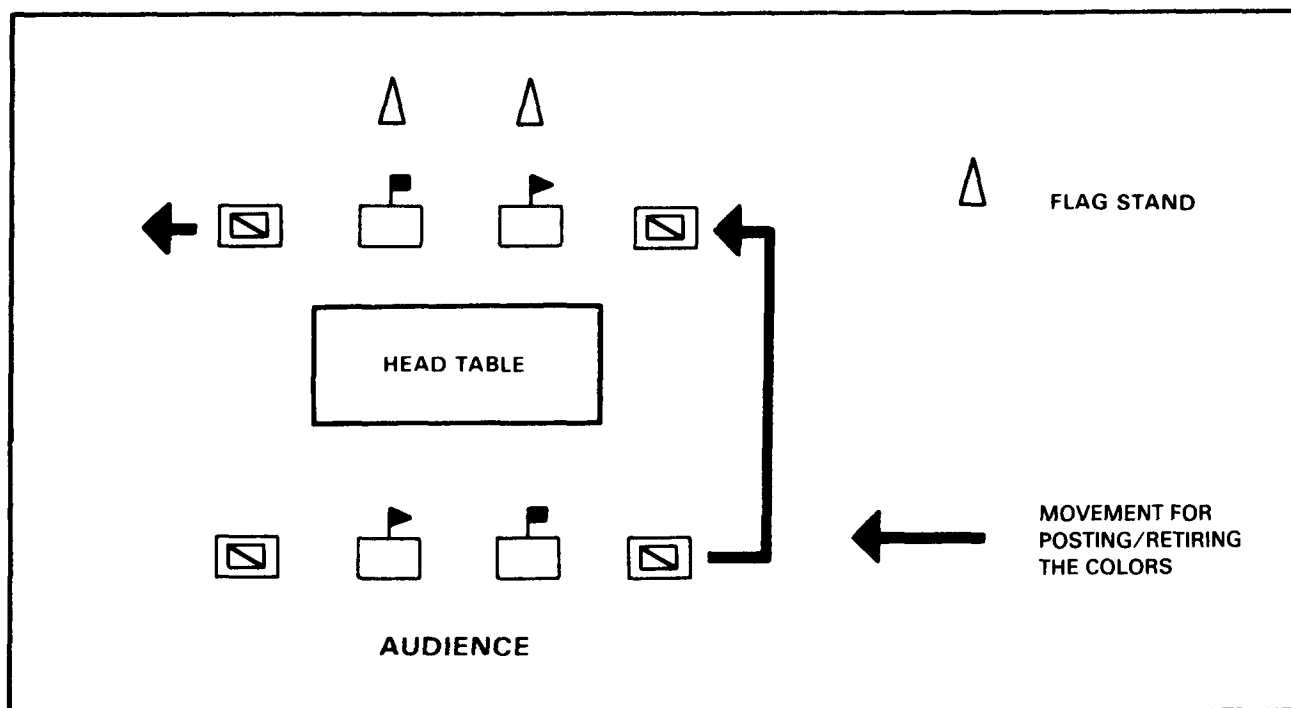 FLAG STAND
HEAD TABLE
MOVEMENT FOR
POSTING/RETIRING
THE COLORS
AUDIENCE